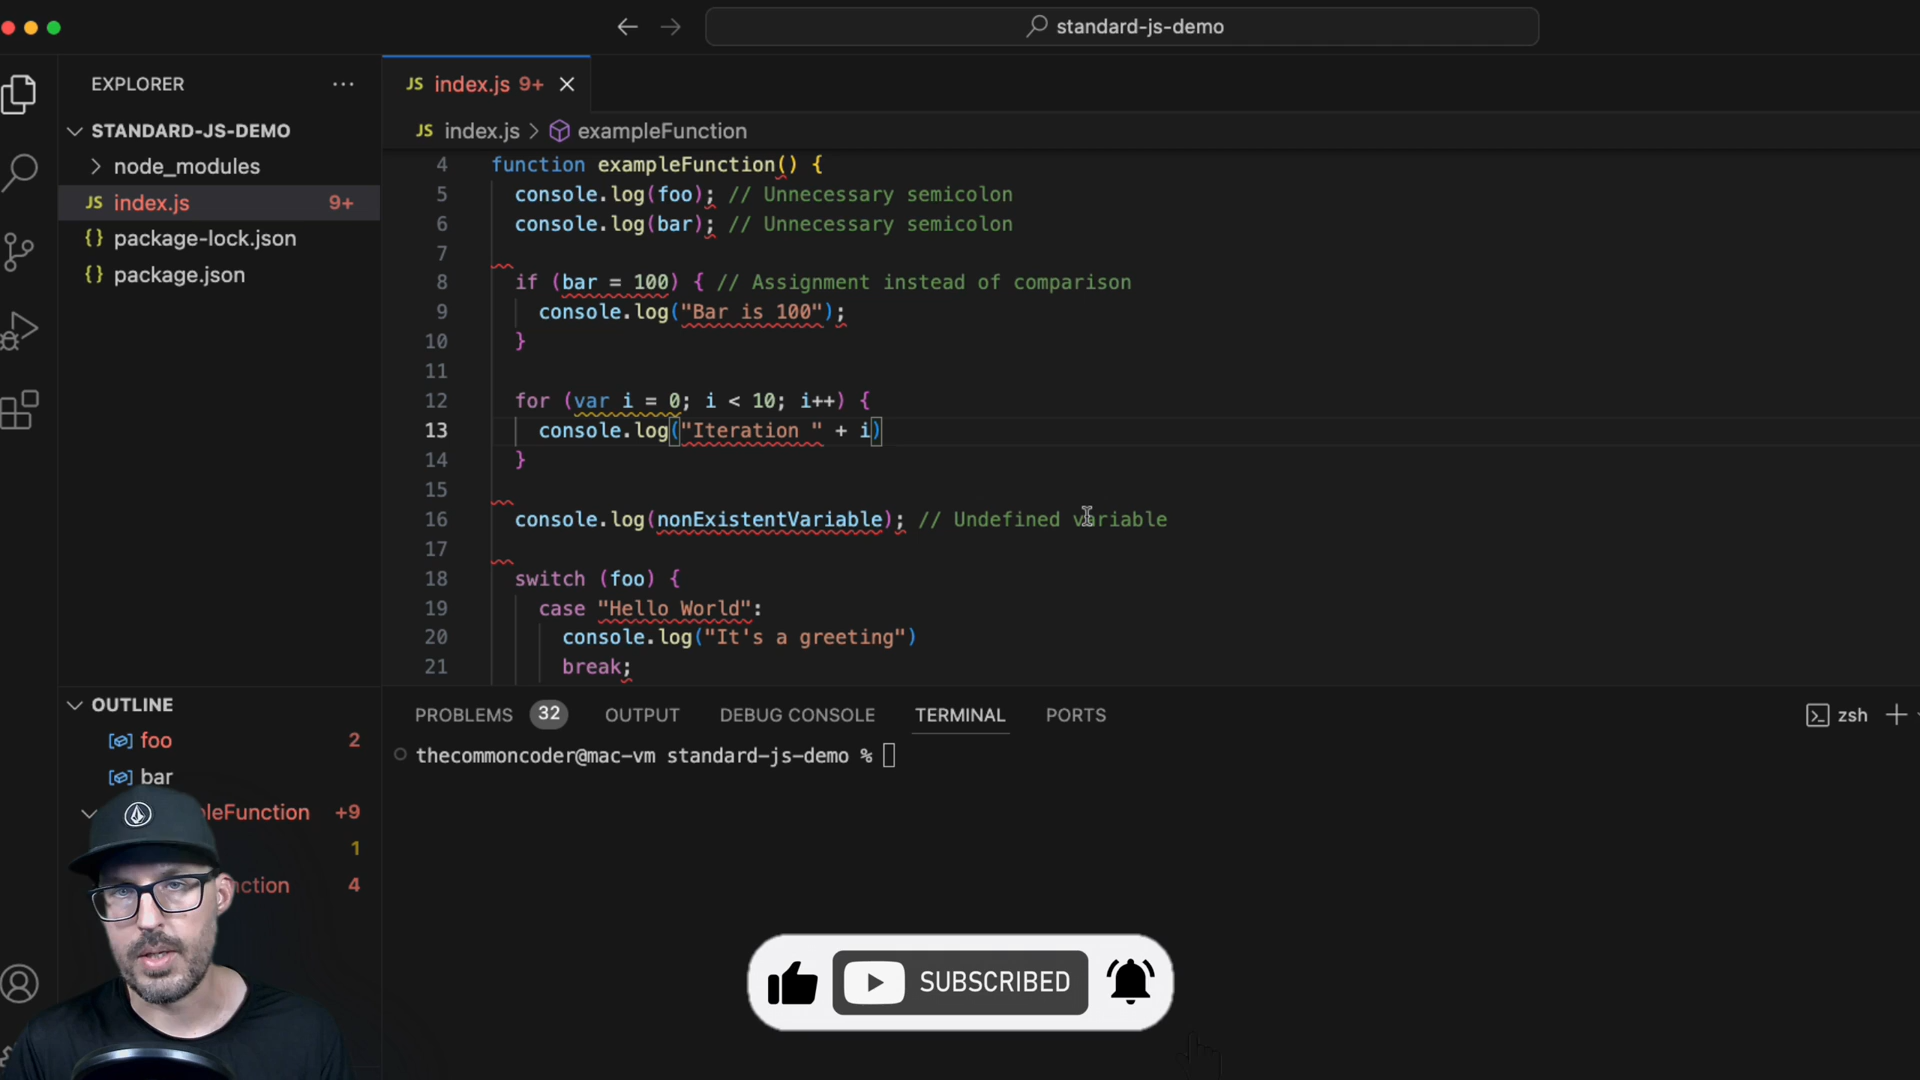 standard-js-demo
EXPLORER
STANDARD-JS-DEMO
node_modules
JS index.js 9+
{} package-lock.json
{} package.json
OUTLINE
foo 2
bar
leFunction +9
1
nction 4
JS index.js 9+
JS index.js > exampleFunction
4 function exampleFunction() {
5 console.log(foo); // Unnecessary semicolon
6 console.log(bar); // Unnecessary semicolon
7
8 if (bar = 100) { // Assignment instead of comparison
9 console.log("Bar is 100");
10 }
11
12 for (var i = 0; i < 10; i++) {
13 console.log("Iteration " + i)
14 }
15
16 console.log(nonExistentVariable); // Undefined variable
17
18 switch (foo) {
19 case "Hello World":
20 console.log("It's a greeting")
21 break;
PROBLEMS 32 OUTPUT DEBUG CONSOLE TERMINAL PORTS
zsh
thecommoncoder@mac-vm standard-js-demo %
SUBSCRIBED